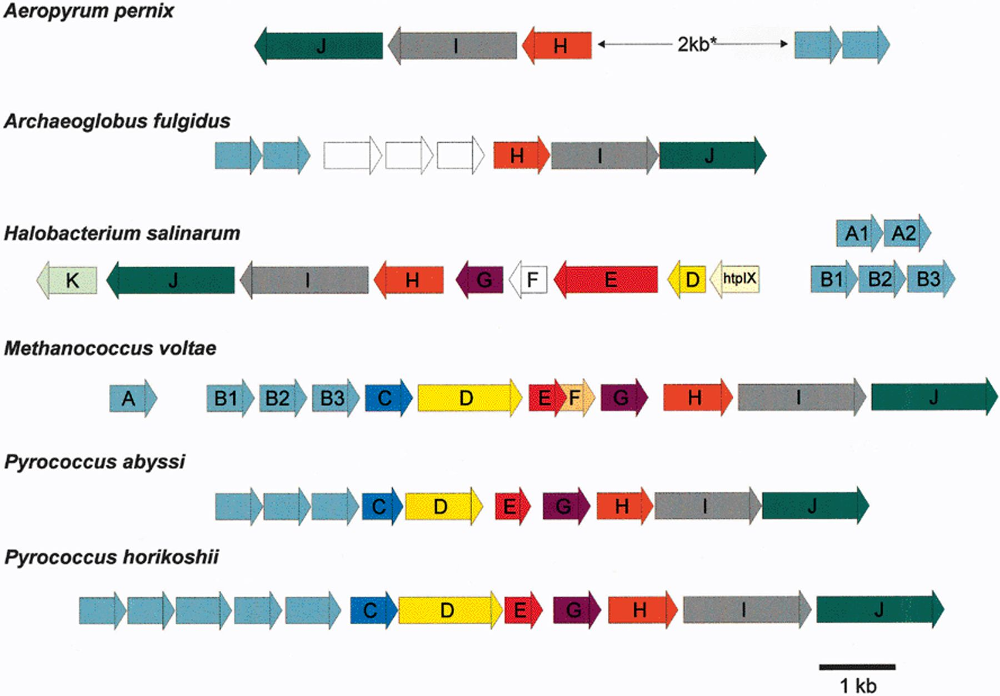 Aeropyrum pernix
J I H 2kb*
Archaeoglobus fulgidus
H I J
Halobacterium salinarum
A1 A2
K J I H G F E D htpIX B1 B2 B3
Methanococcus voltae
A B1 B2 B3 C D E F G H I J
Pyrococcus abyssi
C D E G H I J
Pyrococcus horikoshii
C D E G H I J
1 kb